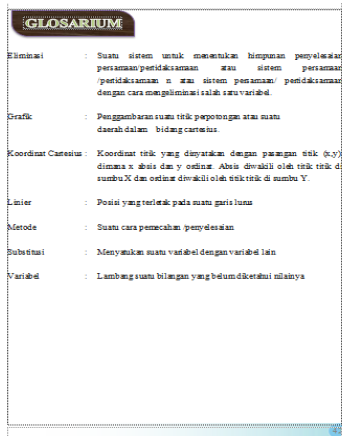 GLOSARIUM
Eliminasi : Suatu sistem untuk menentukan himpunan penyelesaian
persamaan/pertidaksamaan atau sistem persamaan
/pertidaksamaan n atau sistem persamaan/ pertidaksamaan
dengan cara mengeliminasi salah satu variabel.
Grafik : Penggambaran suatu titik perpotongan atau suatu
daerah dalam bidang cartesius.
Koordinat Cartesius : Koordinat titik yang dinyatakan dengan pasangan titik (x,y)
dimana x absis dan y ordinat. Absis diwakili oleh titik titik di
sumbu X dan ordinat diwakili oleh titik titik di sumbu Y.
Linier : Posisi yang terletak pada suatu garis lurus
Metode : Suatu cara pemecahan /penyelesaian
Substitusi : Menyatukan suatu variabel dengan variabel lain
Variabel : Lambang suatu bilangan yang belum diketahui nilainya